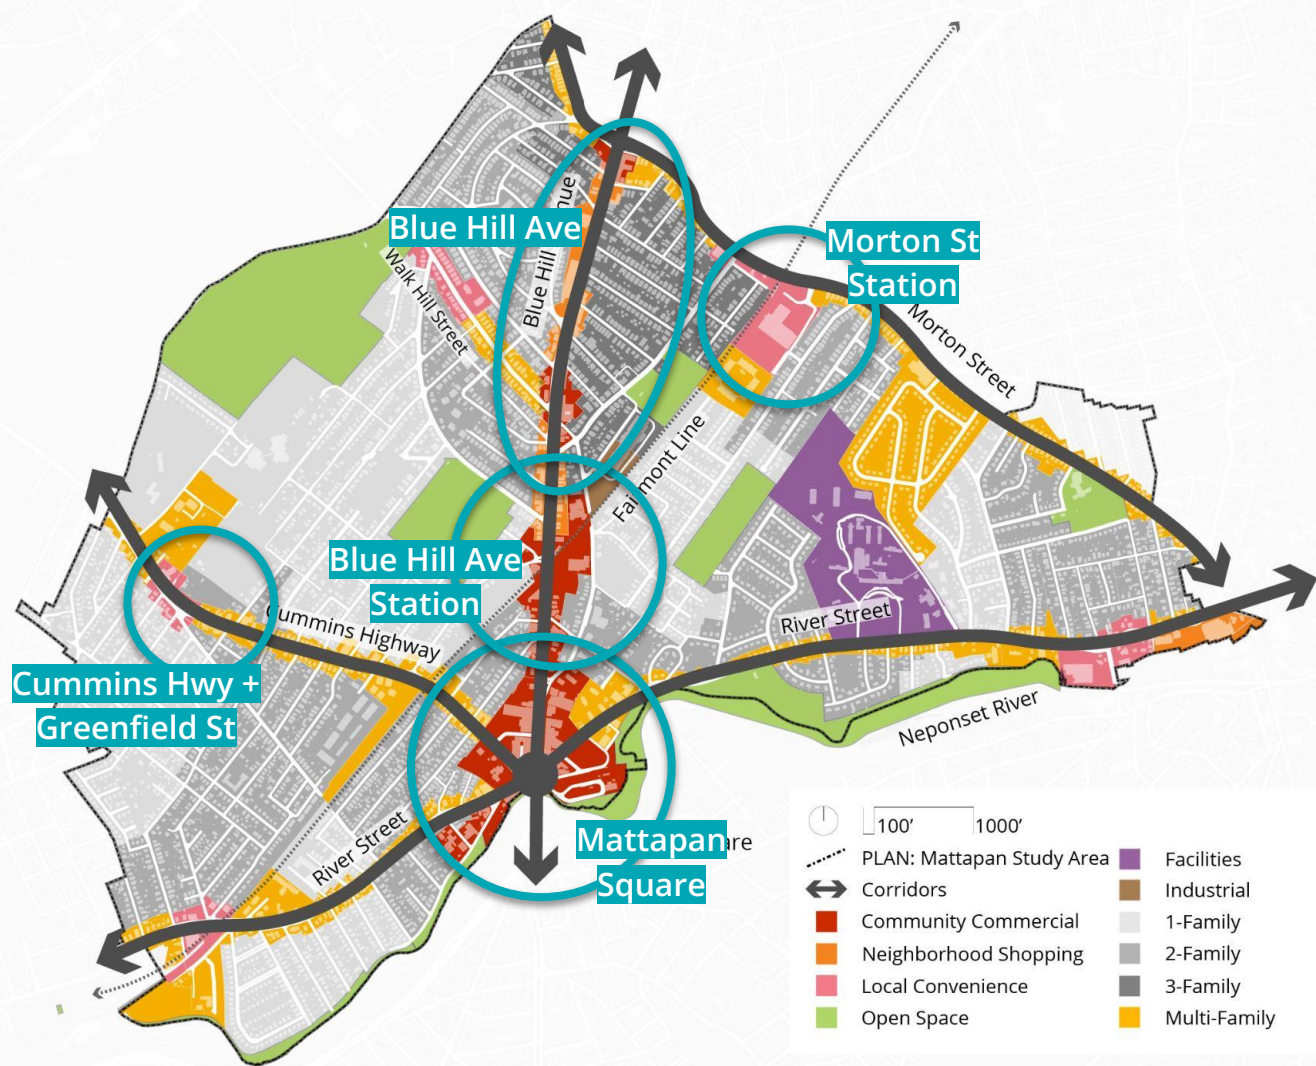 Blue Hill Ave
nue
Blue Hill
Walk Hill Street
Morton St
Station
Morton Street
Fairmont Line
Blue Hill Ave
Station
River Street
Cummins Highway
Cummins Hwy +
Greenfield St
Neponset River
River Street
Mattapan
Square
are
100'
1000'
PLAN: Mattapan Study Area
Corridors
Community Commercial
Neighborhood Shopping
Local Convenience
Open Space
Facilities
Industrial
1-Family
2-Family
3-Family
Multi-Family